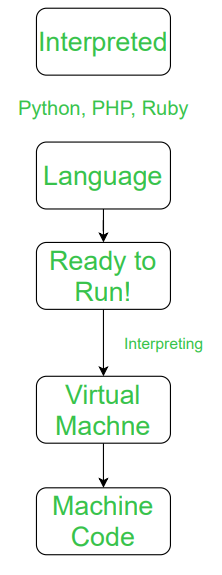 Interpreted
Python, PHP, Ruby
Language
Ready to
Run!
Interpreting
Virtual
Machne
Machine
Code